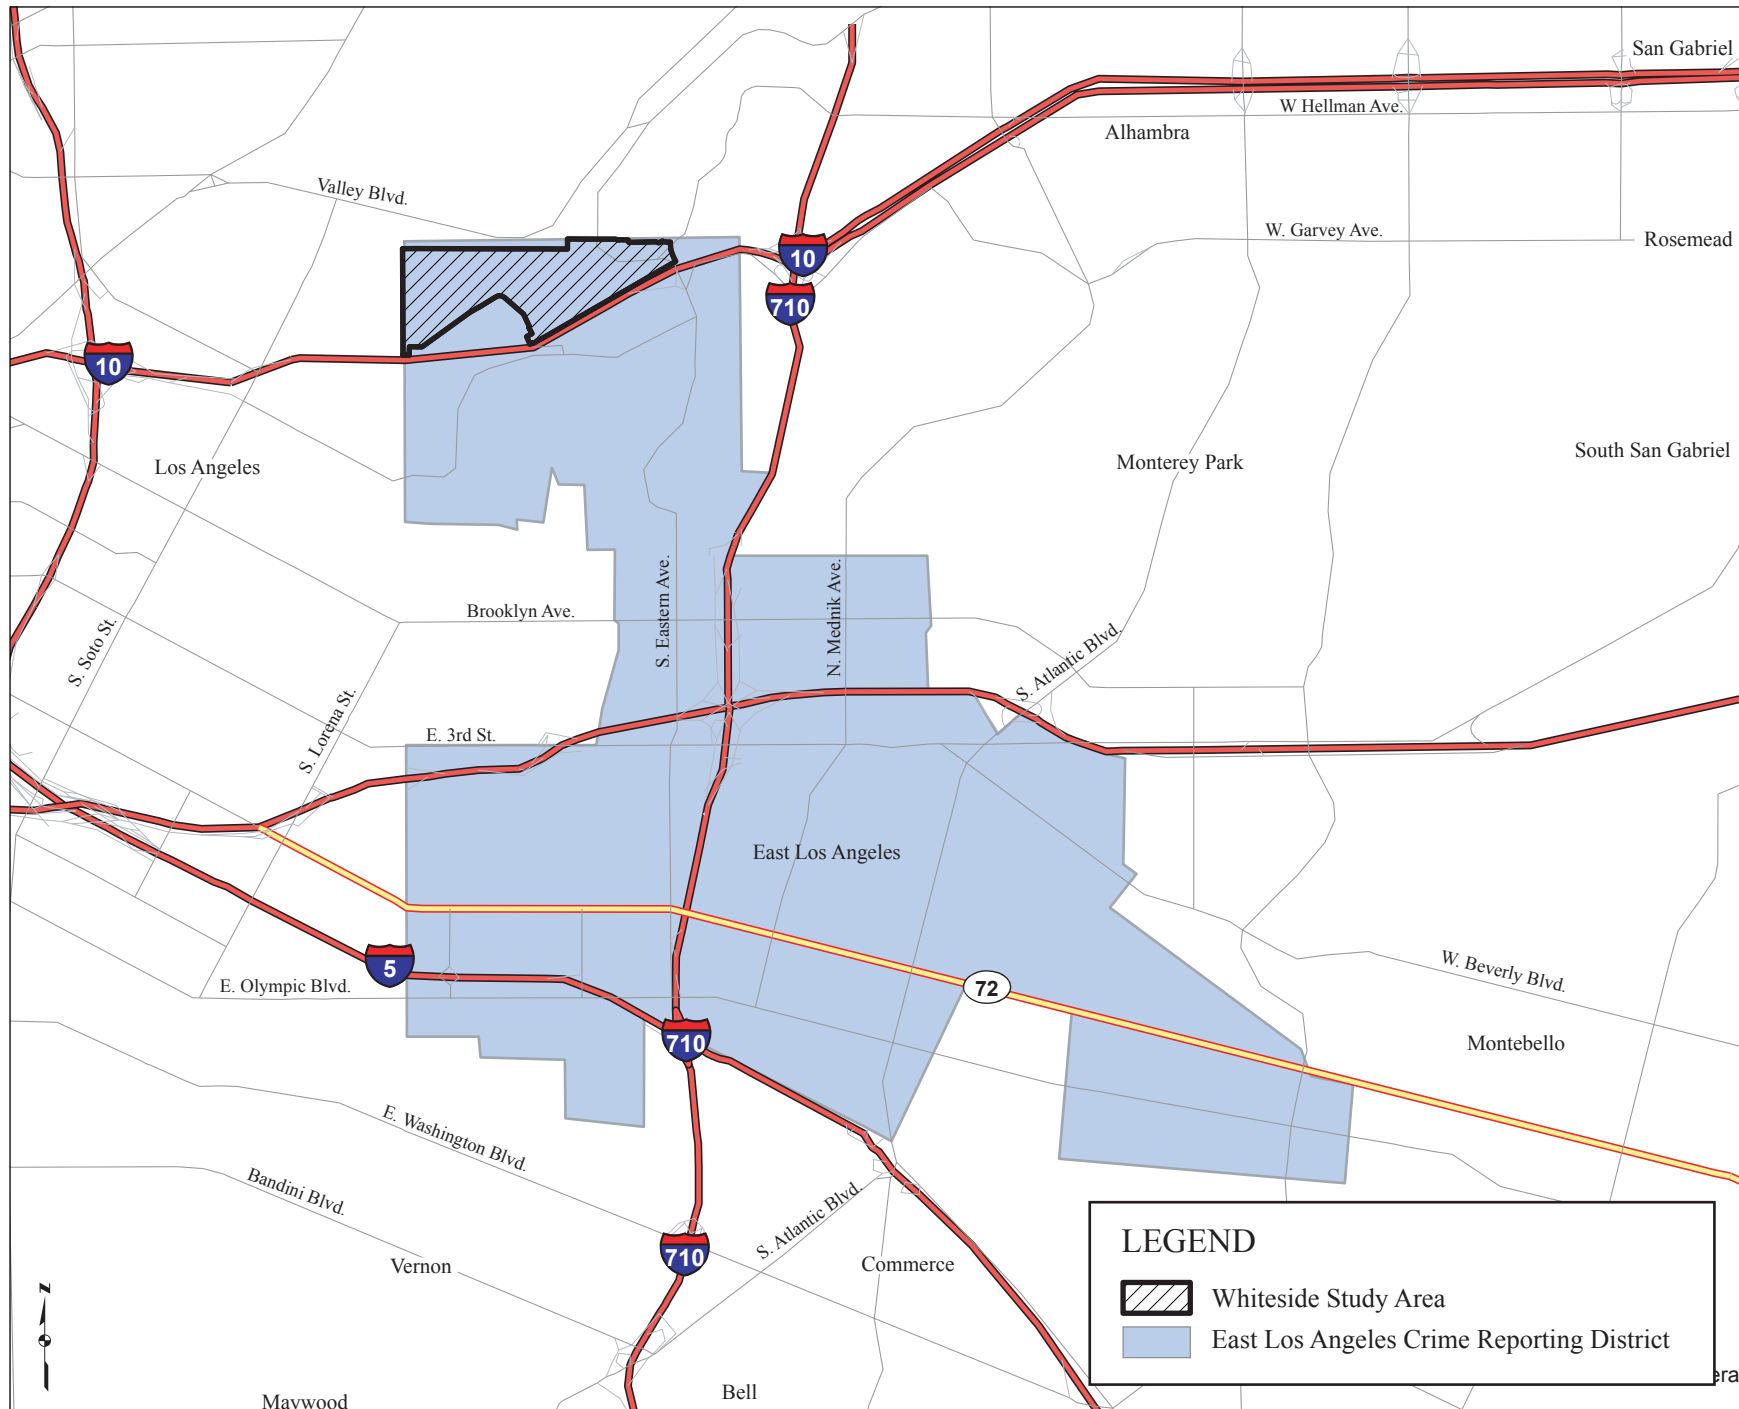 San Gabriel
W Hellman Ave.
Alhambra
Valley Blvd.
W. Garvey Ave.
Rosemead
10
710
10
Los Angeles
Monterey Park
South San Gabriel
Brooklyn Ave.
S. Eastern Ave.
N. Mednik Ave.
S. Soto St.
S. Atlantic Blvd.
S. Lorena St.
E. 3rd St.
East Los Angeles
5
E. Olympic Blvd.
72
W. Beverly Blvd.
710
Montebello
E. Washington Blvd.
Bandini Blvd.
S. Atlantic Blvd.
Vernon
710
Commerce
LEGEND
Whiteside Study Area
East Los Angeles Crime Reporting District
z
Maywood
Bell